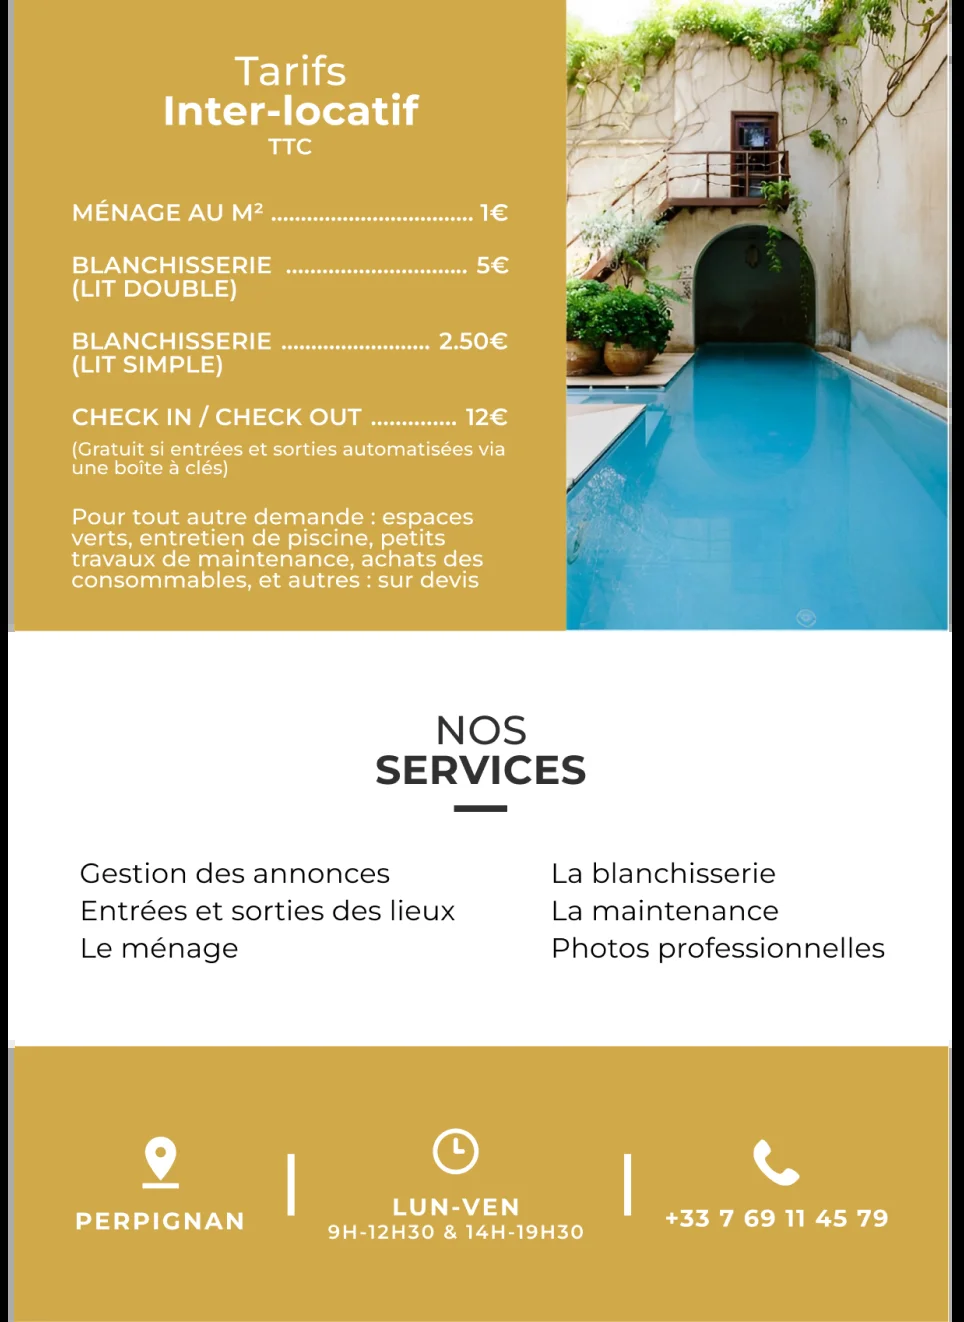 Tarifs
Inter-locatif
TTC
MÉNAGE AU M² .................................. 1€
BLANCHISSERIE .............................. 5€
(LIT DOUBLE)
BLANCHISSERIE ......................... 2.50€
(LIT SIMPLE)
CHECK IN / CHECK OUT .............. 12€
(Gratuit si entrées et sorties automatisées via
une boîte à clés)
Pour tout autre demande : espaces
verts, entretien de piscine, petits
travaux de maintenance, achats des
consommables, et autres : sur devis
NOS
SERVICES
Gestion des annonces
Entrées et sorties des lieux
Le ménage
La blanchisserie
La maintenance
Photos professionnelles
PERPIGNAN
LUN-VEN
9H-12H30 & 14H-19H30
+33 7 69 11 45 79